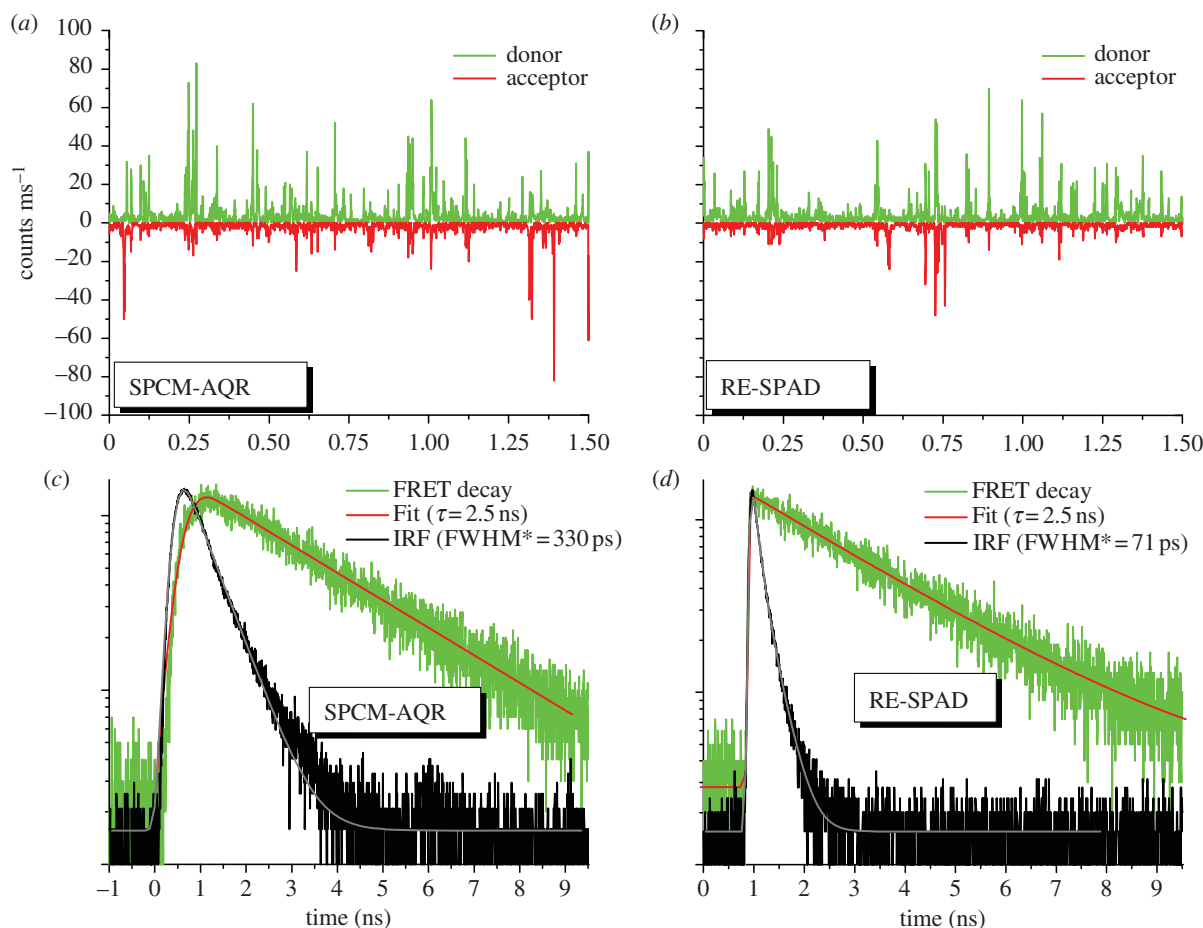 (a)
donor
acceptor
100
80
60
40
20
0
−20
−40
−60
−80
−100
counts ms⁻¹
SPCM-AQR
0 0.25 0.50 0.75 1.00 1.25 1.50
(b)
donor
acceptor
RE-SPAD
0 0.25 0.50 0.75 1.00 1.25 1.50
(c)
FRET decay
Fit (τ = 2.5 ns)
IRF (FWHM* = 330 ps)
SPCM-AQR
−1 0 1 2 3 4 5 6 7 8 9
time (ns)
(d)
FRET decay
Fit (τ = 2.5 ns)
IRF (FWHM* = 71 ps)
RE-SPAD
0 1 2 3 4 5 6 7 8 9
time (ns)